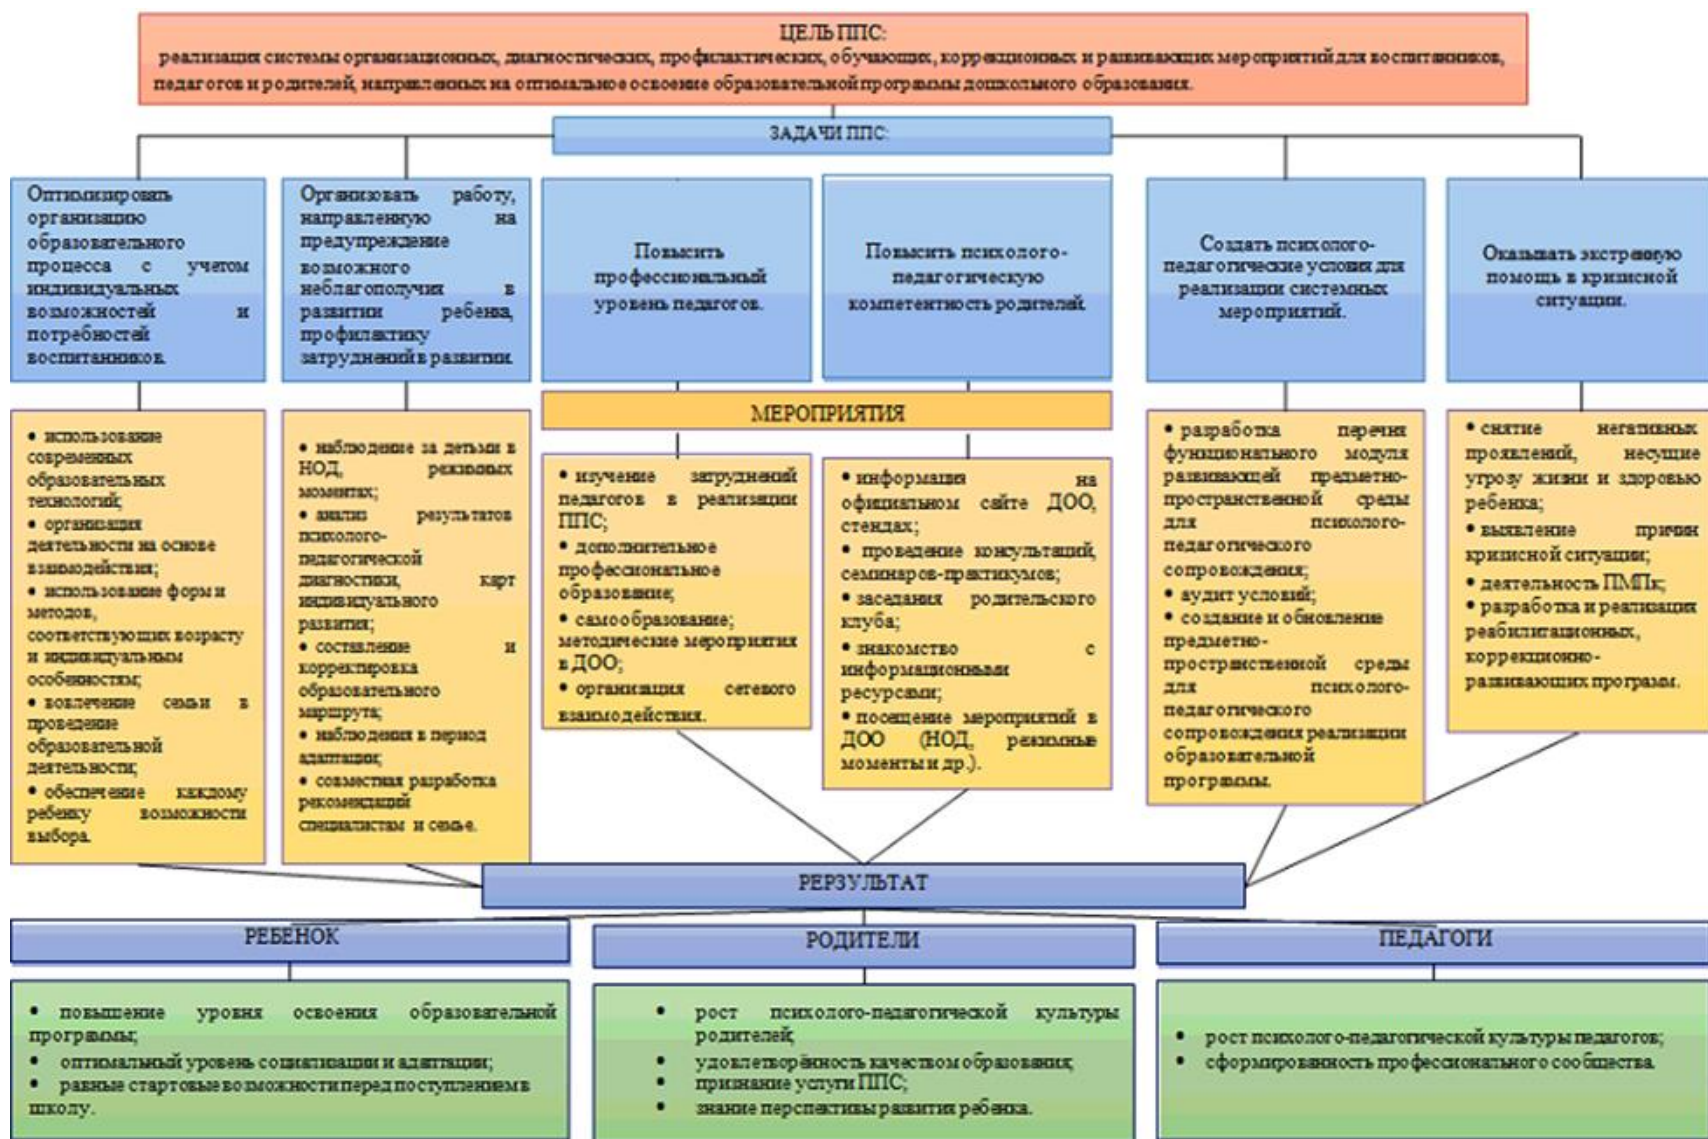 ЦЕЛЬ ППС:
реализация системы организационных, диагностических, профилактических, обучающих, коррекционных и развивающих мероприятий для воспитанников,
педагогов и родителей, направленных на оптимальное освоение образовательной программы дошкольного образования.
ЗАДАЧИ ППС:
Оптимизировать
организацию
образовательного
процесса с учетом
индивидуальных
возможностей и
потребностей
воспитанников.
Организовать работу,
направленную на
предупреждение
возможного
неблагополучия в
развитии ребенка,
профилактику
затруднений в развитии.
Повысить
профессиональный
уровень педагогов.
Повысить психолого-
педагогическую
компетентность родителей.
Создать психолого-
педагогические условия для
реализации системных
мероприятий.
Оказывать экстренную
помощь в кризисной
ситуации.
МЕРОПРИЯТИЯ
• использование
современных
образовательных
технологий;
• организация
деятельности на основе
взаимодействия;
• использование форм и
методов,
соответствующих возрасту
и индивидуальным
особенностям;
• вовлечение семьи в
проведение
образовательной
деятельности;
• обеспечение каждому
ребенку возможности
выбора.
• наблюдение за детьми в
НОД, режимных
моментах;
• анализ результатов
психолого-
педагогической
диагностики, карт
индивидуального
развития;
• составление и
корректировка
образовательного
маршрута;
• наблюдения в период
адаптации;
• совместная разработка
рекомендаций
специалистам и семье.
• изучение затруднений
педагогов в реализации
ППС;
• дополнительное
профессиональное
образование;
• самообразование;
методические мероприятия
в ДОО;
• организация сетевого
взаимодействия.
• информация на
официальном сайте ДОО,
стендах;
• проведение консультаций,
семинаров-практикумов;
• заседания родительского
клуба;
• знакомство с
информационными
ресурсами;
• посещение мероприятий в
ДОО (НОД, режимные
моменты и др.).
• разработка перечня
функционального модуля
развивающей предметно-
пространственной среды
для психолого-
педагогического
сопровождения;
• аудит условий;
• создание и обновление
предметно-
пространственной среды
для психолого-
педагогического
сопровождения реализации
образовательной
программы.
• снятие негативных
проявлений, несущие
угрозу жизни и здоровью
ребенка;
• выявление причин
кризисной ситуации;
• деятельность ПМПк;
• разработка и реализация
реабилитационных,
коррекционно-
развивающих программ.
РЕРЗУЛЬТАТ
РЕБЕНОК
• повышение уровня освоения образовательной
программы;
• оптимальный уровень социализации и адаптации;
• равные стартовые возможности перед поступлением в
школу.
РОДИТЕЛИ
• рост психолого-педагогической культуры
родителей;
• удовлетворённость качеством образования;
• признание услуги ППС;
• знание перспективы развития ребенка.
ПЕДАГОГИ
• рост психолого-педагогической культуры педагогов;
• сформированность профессионального сообщества.